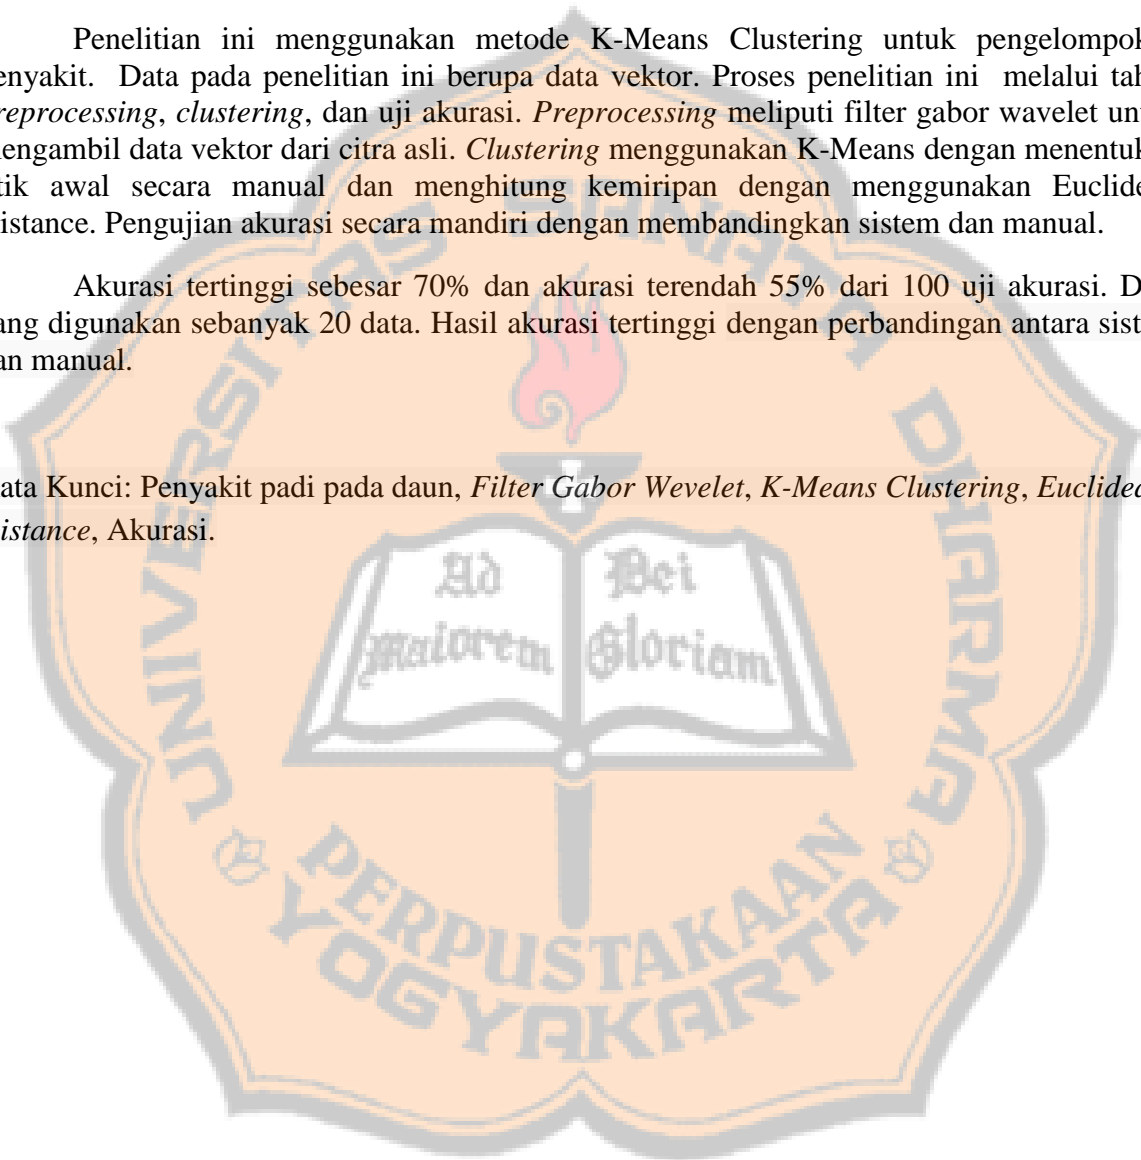 Penelitian ini menggunakan metode K-Means Clustering untuk pengelompok
enyakit. Data pada penelitian ini berupa data vektor. Proses penelitian ini melalui tah
reprocessing, clustering, dan uji akurasi. Preprocessing meliputi filter gabor wavelet unt
nengambil data vektor dari citra asli. Clustering menggunakan K-Means dengan menentuk
tik awal secara manual dan menghitung kemiripan dengan menggunakan Euclide
istance. Pengujian akurasi secara mandiri dengan membandingkan sistem dan manual.
Akurasi tertinggi sebesar 70% dan akurasi terendah 55% dari 100 uji akurasi. D
ang digunakan sebanyak 20 data. Hasil akurasi tertinggi dengan perbandingan antara sist
an manual.
ata Kunci: Penyakit padi pada daun, Filter Gabor Wevelet, K-Means Clustering, Euclidea
istance, Akurasi.
UNIVERSITAS SANATA DHARMA
Ad Dei
maiorem Gloriam
PERPUSTAKAAN
YOGYAKARTA